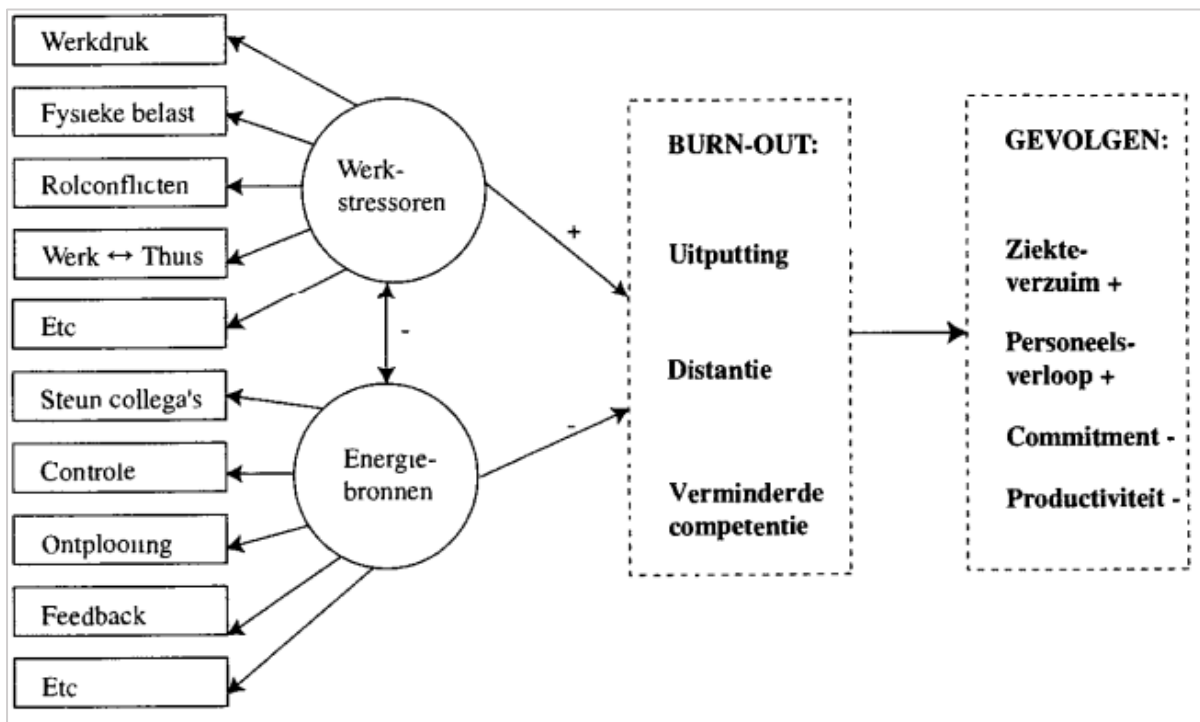 Werkdruk
Fysieke belast
Rolconflicten
Werk ↔ Thuis
Etc
Steun collega's
Controle
Ontplooiing
Feedback
Etc
Werk-
stressoren
-
Energie-
bronnen
+
-
BURN-OUT:
Uitputting
Distantie
Verminderde
competentie
GEVOLGEN:
Ziekte-
verzuim +
Personeels-
verloop +
Commitment -
Productiviteit -